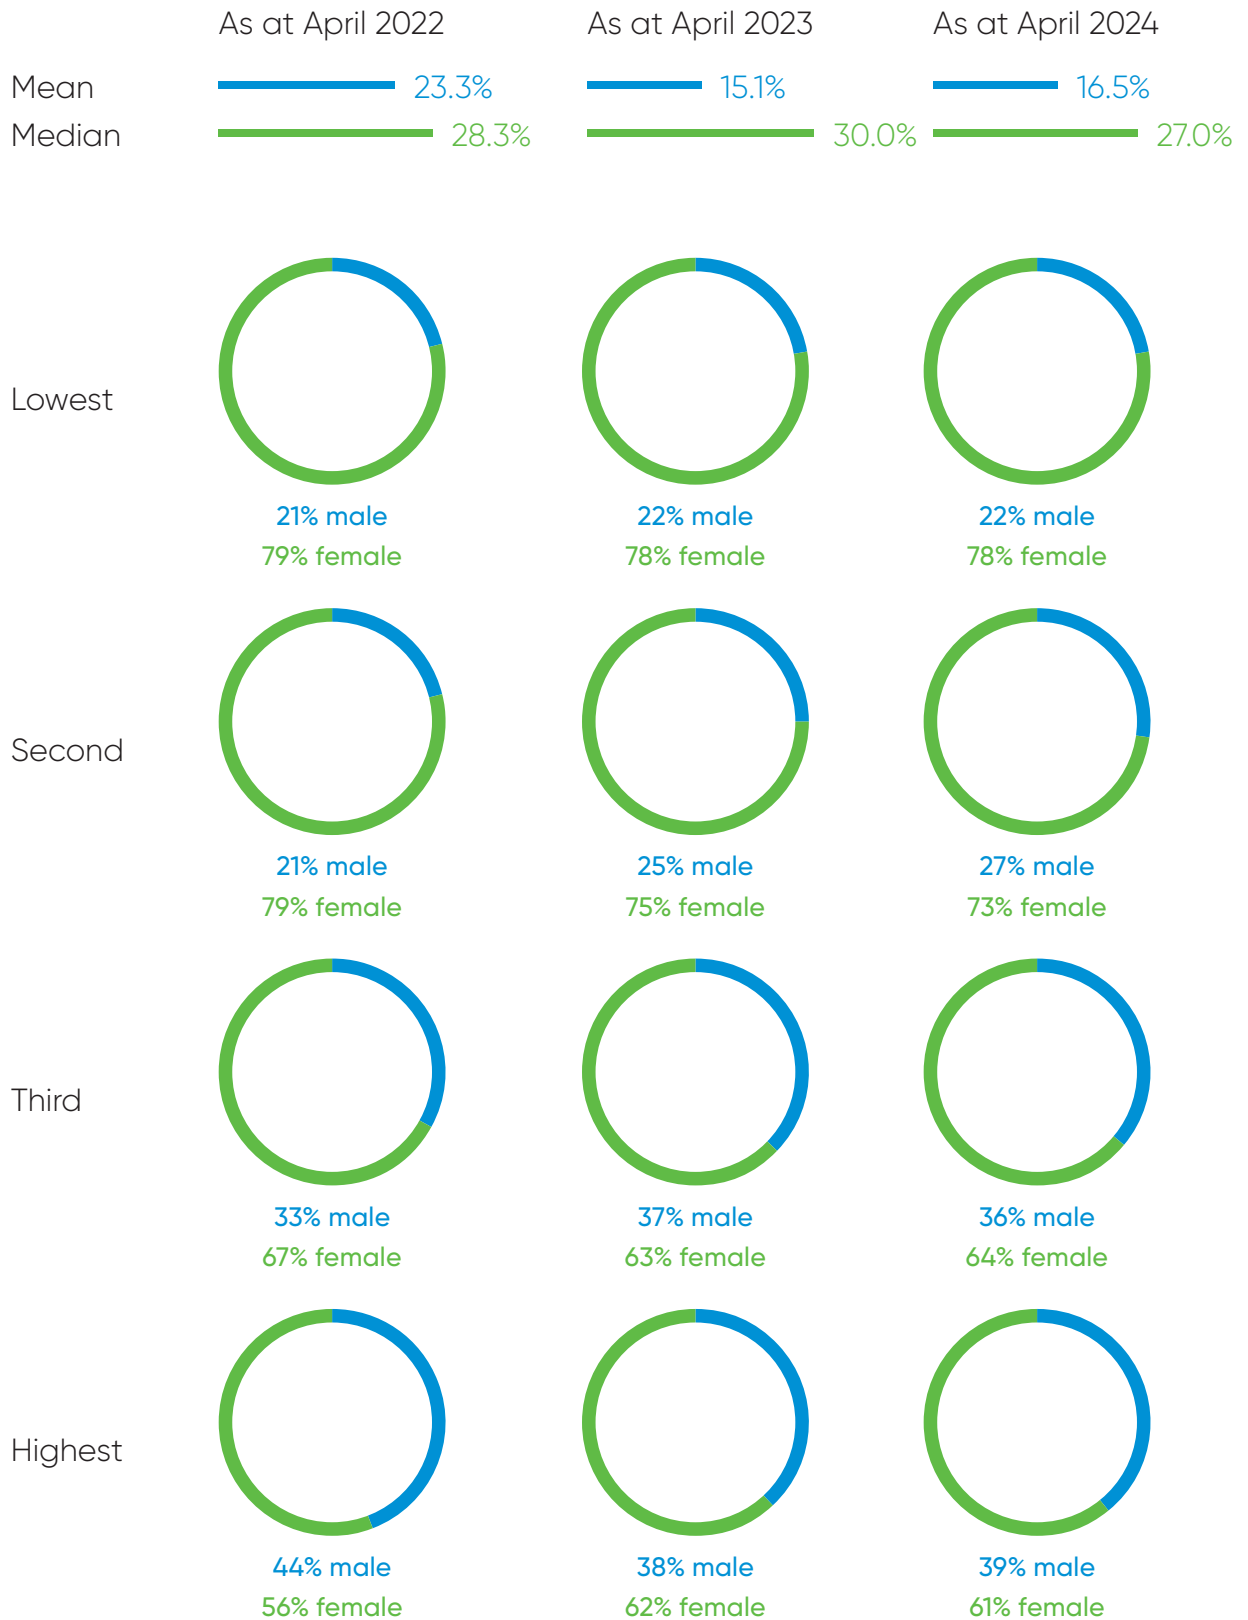 As at April 2022 As at April 2023 As at April 2024
Mean 23.3% 15.1% 16.5%
Median 28.3% 30.0% 27.0%
Lowest
21% male 22% male 22% male
79% female 78% female 78% female
Second
21% male 25% male 27% male
79% female 75% female 73% female
Third
33% male 37% male 36% male
67% female 63% female 64% female
Highest
44% male 38% male 39% male
56% female 62% female 61% female